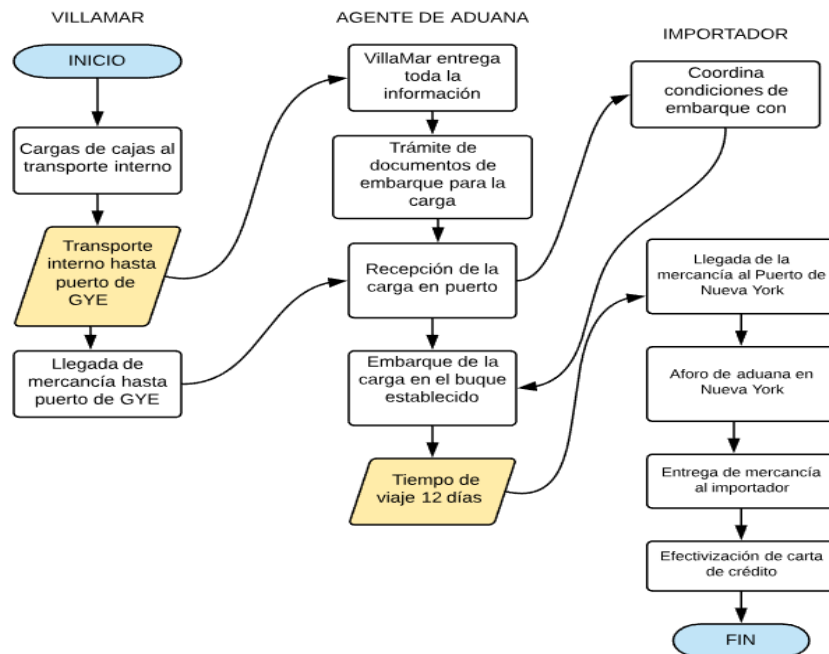 VILLAMAR
INICIO
Cargas de cajas al
transporte interno
Transporte
interno hasta
puerto de
GYE
Llegada de
mercancía hasta
puerto de GYE
AGENTE DE ADUANA
VillaMar entrega
toda la
información
Trámite de
documentos de
embarque para la
carga
Recepción de la
carga en puerto
Embarque de la
carga en el buque
establecido
Tiempo de
viaje 12 días
IMPORTADOR
Coordina
condiciones de
embarque con
Llegada de la
mercancía al Puerto de
Nueva York
Aforo de aduana en
Nueva York
Entrega de mercancía
al importador
Efectivización de carta
de crédito
FIN